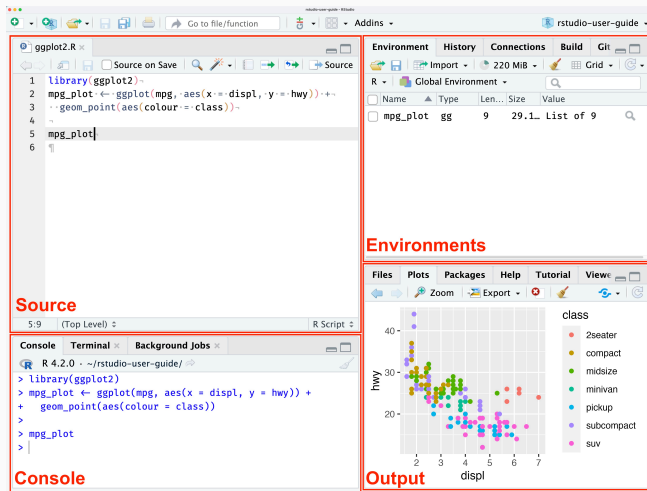 rstudio-user-guide - RStudio
Go to file/function
Addins
rstudio-user-guide
ggplot2.R
Source on Save
Source
1 library(ggplot2)¬
2 mpg_plot·<-·ggplot(mpg,·aes(x·=·displ,·y·=·hwy))·+¬
3 ··geom_point(aes(colour·=·class))¬
4 ¬
5 mpg_plot¬
6 ¶
Source
5:9 (Top Level) R Script
Console Terminal Background Jobs
R 4.2.0 · ~/rstudio-user-guide/
> library(ggplot2)
> mpg_plot <- ggplot(mpg, aes(x = displ, y = hwy)) +
+   geom_point(aes(colour = class))
>
> mpg_plot
>
Console
Environment History Connections Build Git
Import 220 MiB Grid
R Global Environment
Name Type Len... Size Value
mpg_plot gg 9 29.1… List of 9
Environments
Files Plots Packages Help Tutorial Viewe
Zoom Export
class
2seater
compact
midsize
minivan
pickup
subcompact
suv
hwy
40
30
20
2 3 4 5 6 7
displ
Output